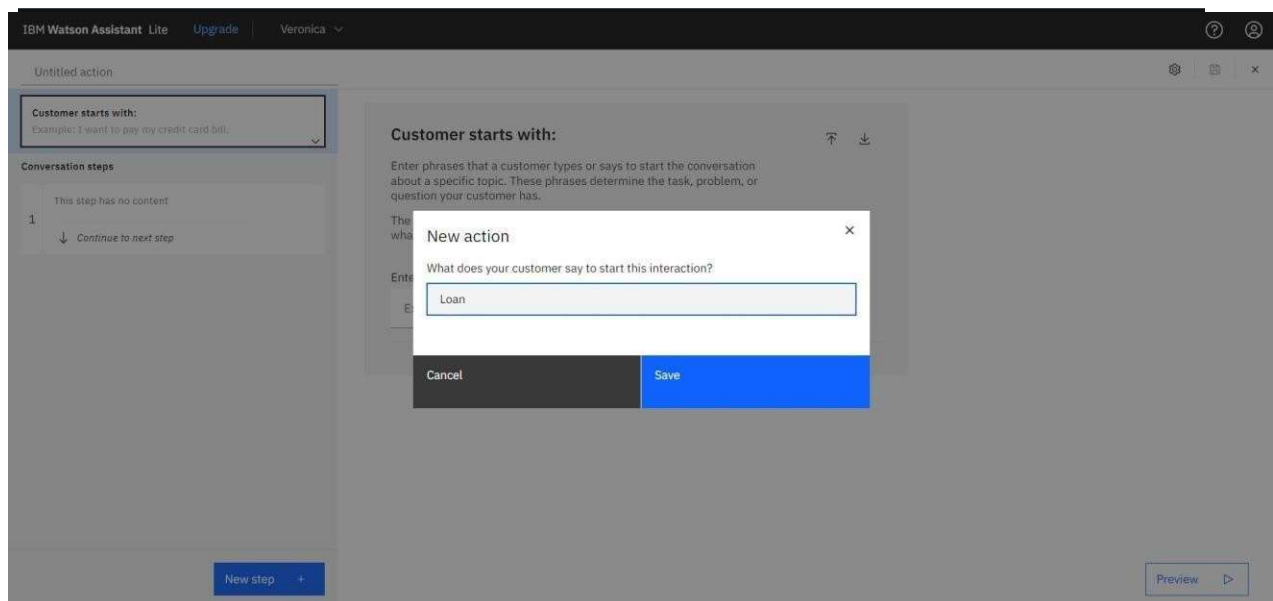 IBM Watson Assistant Lite Upgrade Veronica
Untitled action
Customer starts with:
Example: I want to pay my credit card bill.
Conversation steps
1
This step has no content
Continue to next step
New step +
Customer starts with:
Enter phrases that a customer types or says to start the conversation
about a specific topic. These phrases determine the task, problem, or
question your customer has.
The
wha
Ente
E
New action
What does your customer say to start this interaction?
Loan
Cancel
Save
Preview